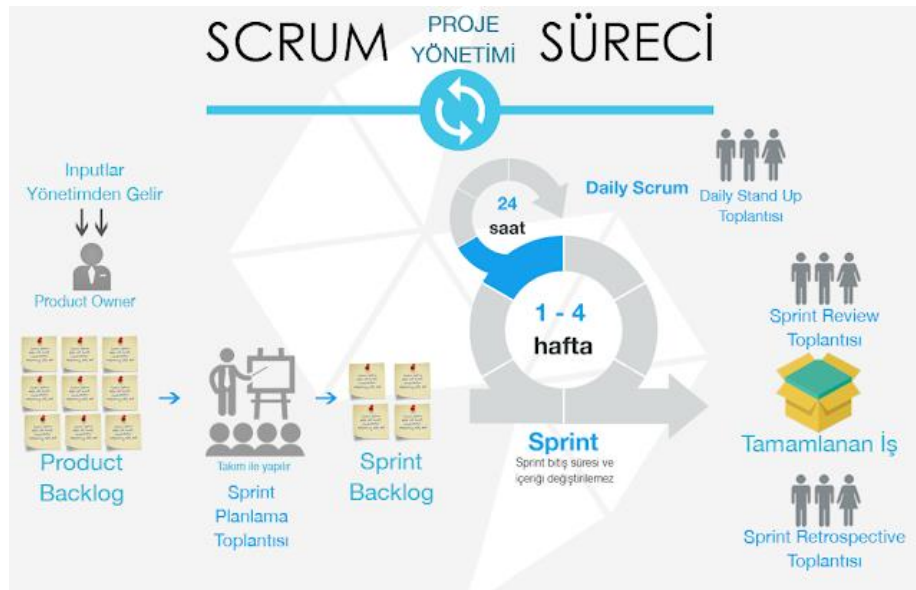 SCRUM PROJE YÖNETİMİ SÜRECİ
Inputlar
Yönetimden Gelir
Product Owner
Product
Backlog
Takım ile yapılır
Sprint
Planlama
Toplantısı
Sprint
Backlog
24
saat
1 - 4
hafta
Sprint
Sprint bitiş süresi ve
içeriği değiştirilemez
Daily Scrum
Daily Stand Up
Toplantısı
Sprint Review
Toplantısı
Tamamlanan İş
Sprint Retrospective
Toplantısı